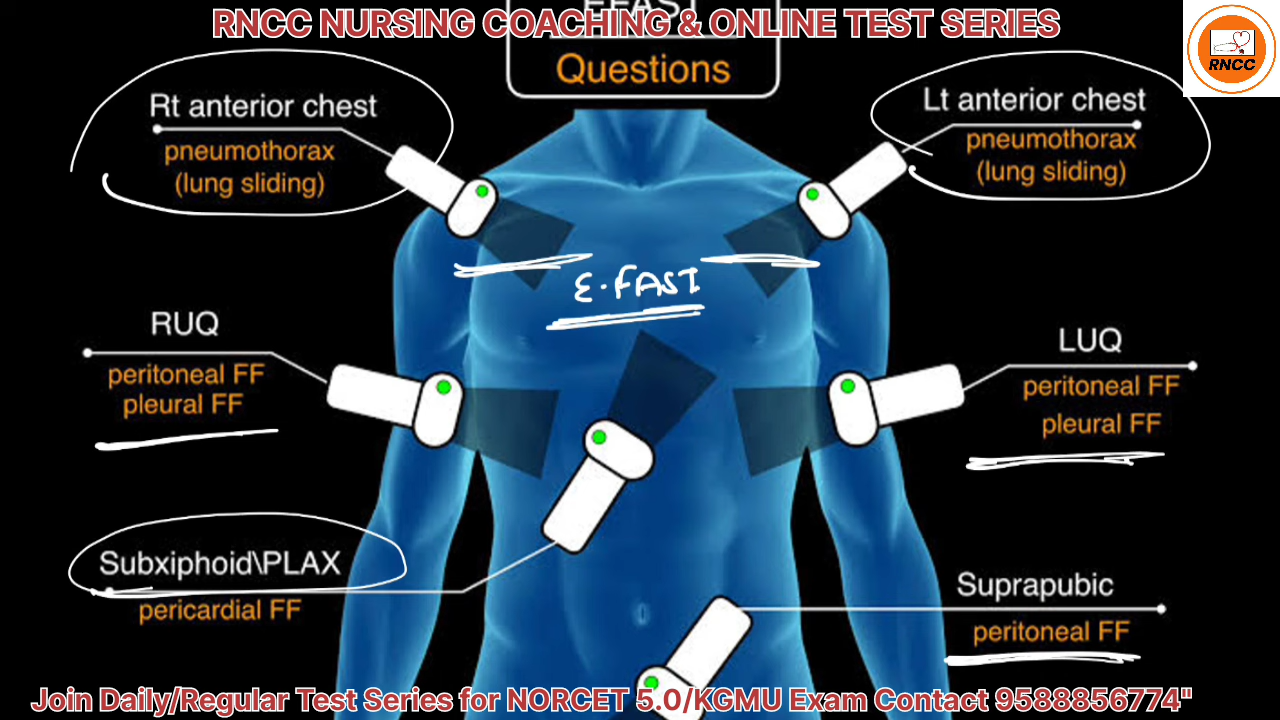 RNCC NURSING COACHING & ONLINE TEST SERIES
RNCC
EFAST
Questions
Rt anterior chest
pneumothorax
(lung sliding)
Lt anterior chest
pneumothorax
(lung sliding)
E.FAST
RUQ
peritoneal FF
pleural FF
LUQ
peritoneal FF
pleural FF
Subxiphoid\PLAX
pericardial FF
Suprapubic
peritoneal FF
Join Daily/Regular Test Series for NORCET 5.0/KGMU Exam Contact 9588856774"